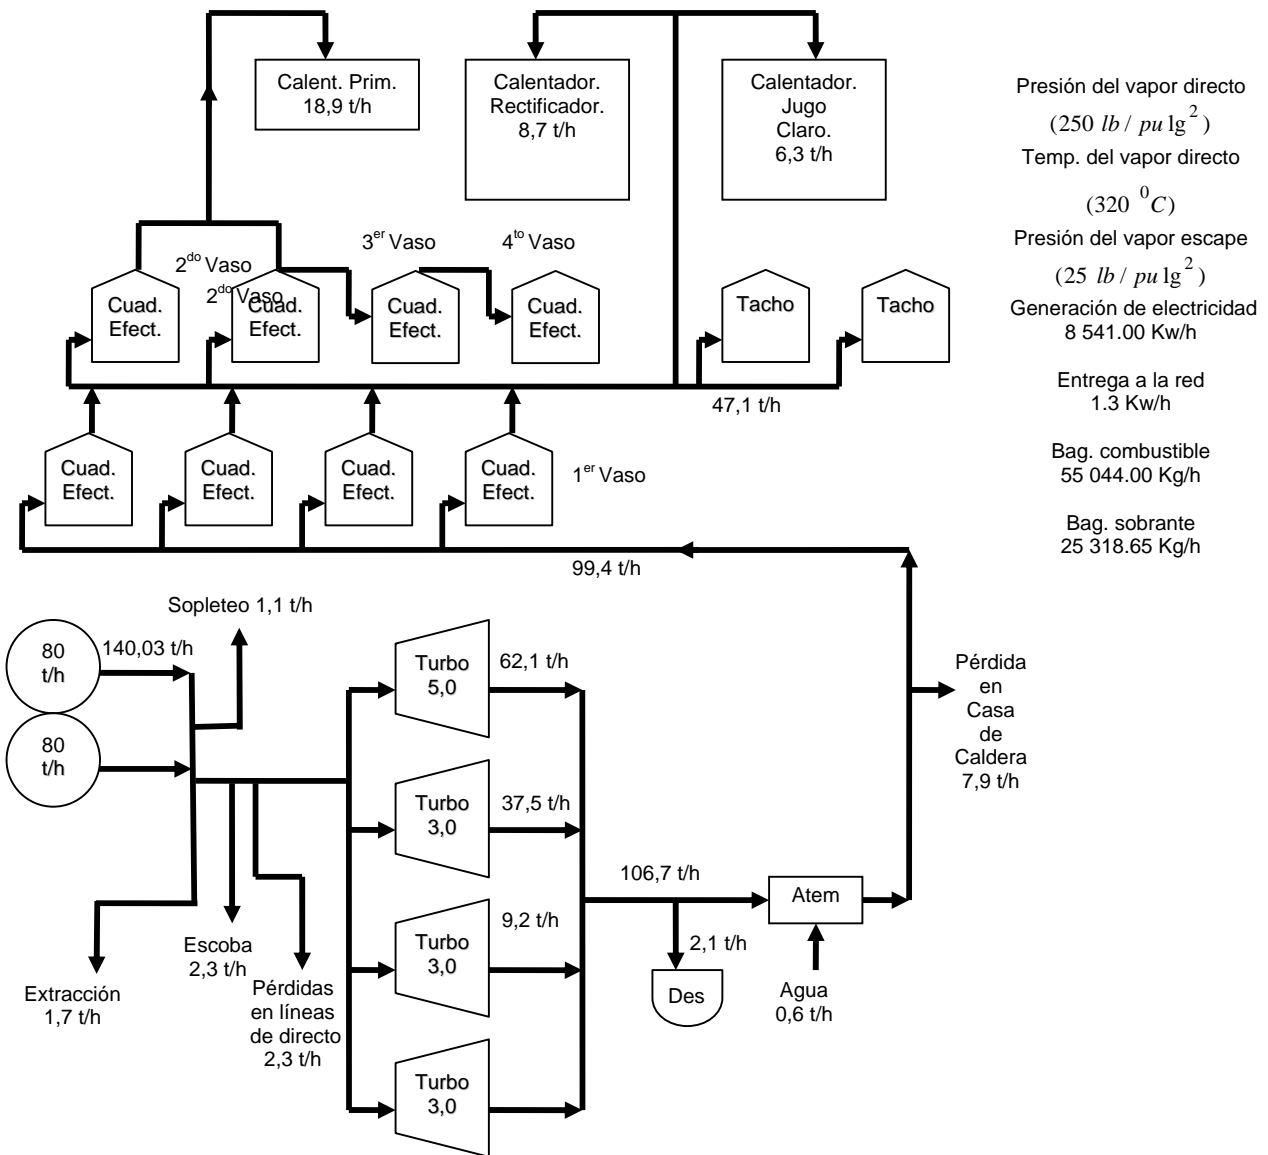 Calent. Prim.
18,9 t/h
Calentador.
Rectificador.
8,7 t/h
Calentador.
Jugo
Claro.
6,3 t/h
Presión del vapor directo
(250 lb / pu lg 2 )
Temp. del vapor directo
(320 0C)
Presión del vapor escape
(25 lb / pu lg 2 )
Generación de electricidad
8 541.00 Kw/h
Entrega a la red
1.3 Kw/h
Bag. combustible
55 044.00 Kg/h
Bag. sobrante
25 318.65 Kg/h
2do Vaso
2do Vaso
3er Vaso
4to Vaso
Cuad.
Efect.
Cuad.
Efect.
Cuad.
Efect.
Cuad.
Efect.
Tacho
Tacho
47,1 t/h
Cuad.
Efect.
Cuad.
Efect.
Cuad.
Efect.
Cuad.
Efect.
1er Vaso
99,4 t/h
Sopleteo 1,1 t/h
80
t/h
140,03 t/h
80
t/h
Turbo
5,0
62,1 t/h
Turbo
3,0
37,5 t/h
Turbo
3,0
9,2 t/h
Turbo
3,0
Pérdida
en
Casa
de
Caldera
7,9 t/h
106,7 t/h
Atem
2,1 t/h
Des
Agua
0,6 t/h
Escoba
2,3 t/h
Extracción
1,7 t/h
Pérdidas
en líneas
de directo
2,3 t/h